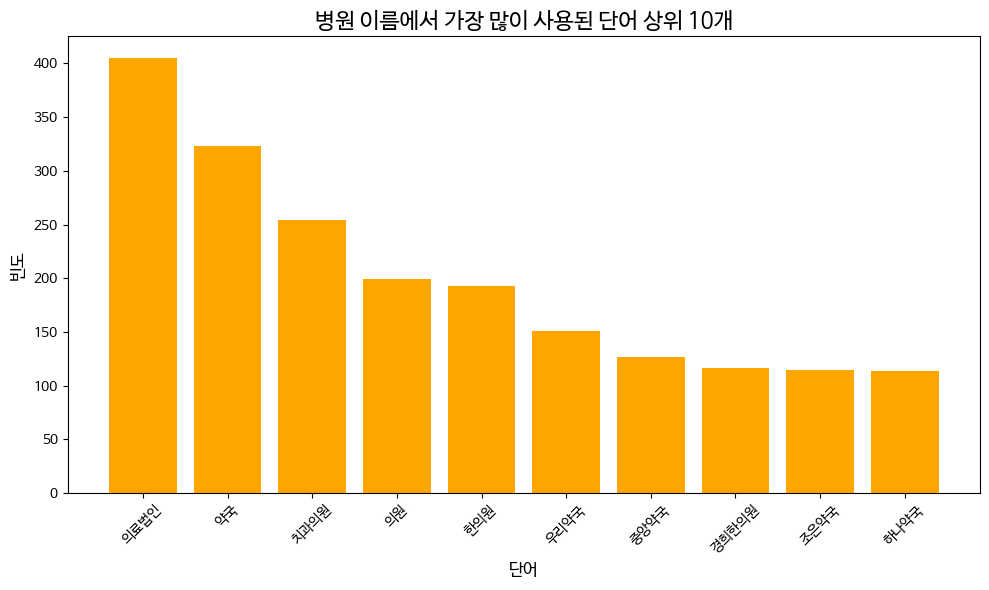 병원 이름에서 가장 많이 사용된 단어 상위 10개
빈도
400
350
300
250
200
150
100
50
0
의료법인
약국
치과의원
의원
한의원
우리약국
중앙약국
경희한의원
조은약국
하나약국
단어